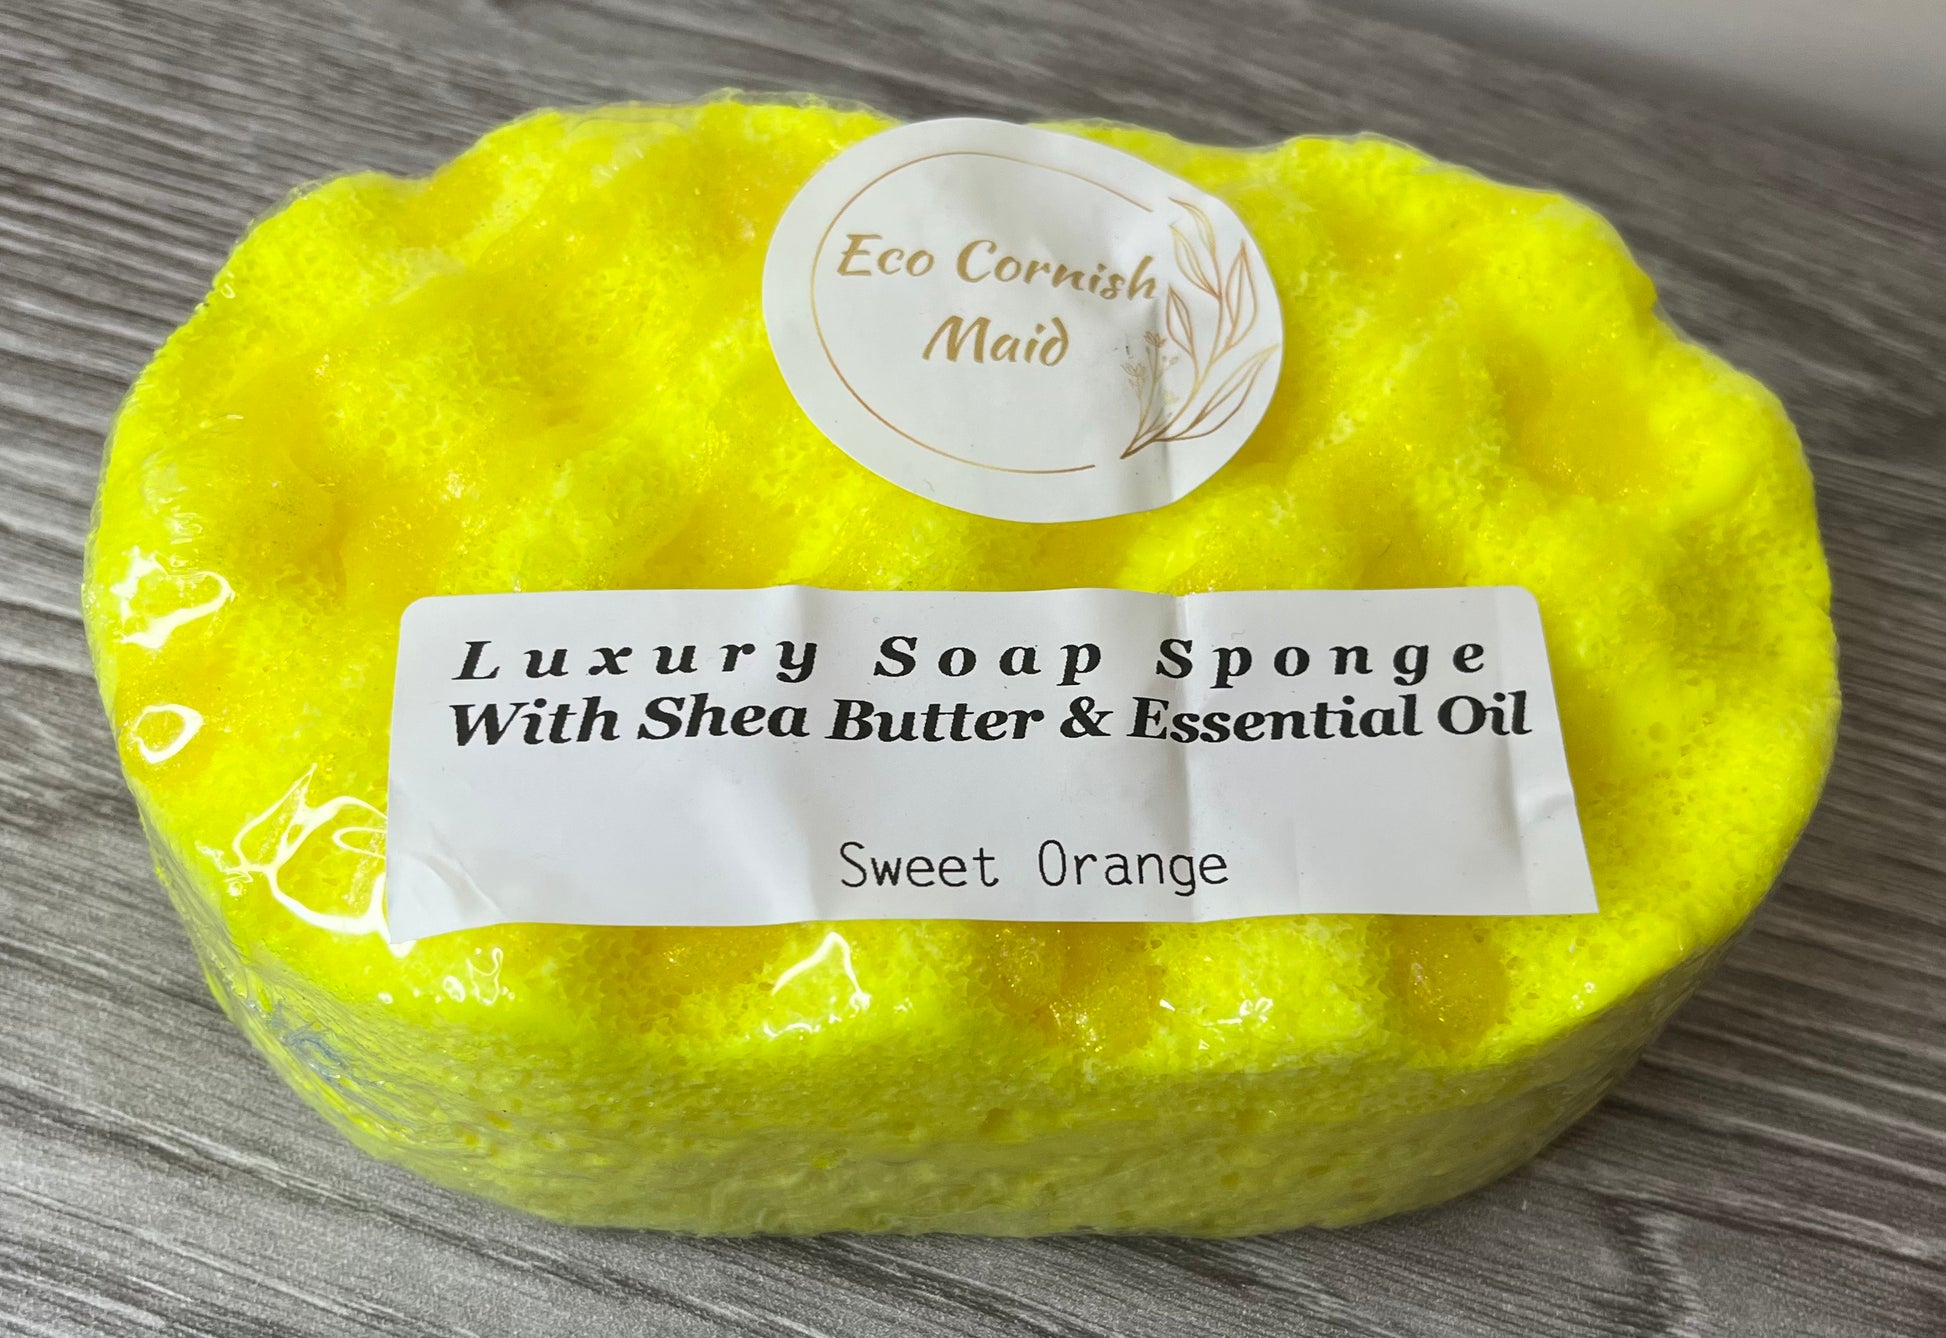 Eco Cornish
Maid
Luxury Soap Sponge
With Shea Butter & Essential Oil
Sweet Orange